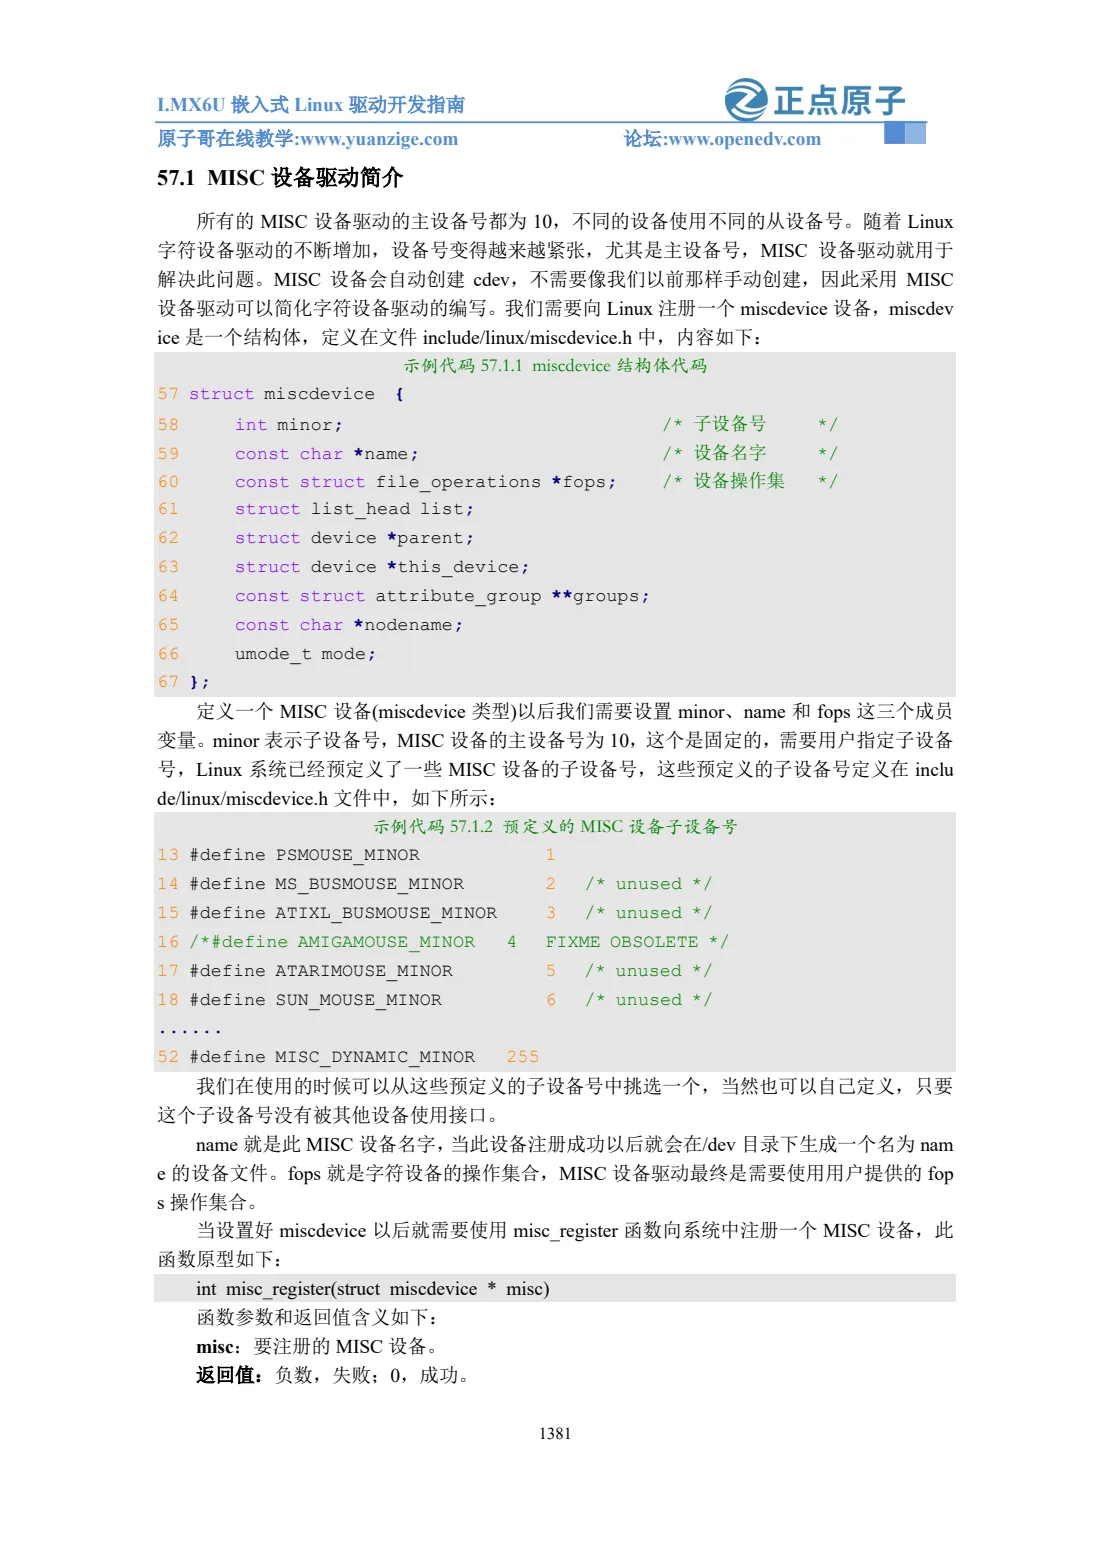 I.MX6U 嵌入式 Linux 驱动开发指南
正点原子
原子哥在线教学:www.yuanzige.com 论坛:www.openedv.com
57.1 MISC 设备驱动简介
所有的 MISC 设备驱动的主设备号都为 10，不同的设备使用不同的从设备号。随着 Linux
字符设备驱动的不断增加，设备号变得越来越紧张，尤其是主设备号，MISC 设备驱动就用于
解决此问题。MISC 设备会自动创建 cdev，不需要像我们以前那样手动创建，因此采用 MISC
设备驱动可以简化字符设备驱动的编写。我们需要向 Linux 注册一个 miscdevice 设备，miscdev
ice 是一个结构体，定义在文件 include/linux/miscdevice.h 中，内容如下：
示例代码 57.1.1 miscdevice 结构体代码
57 struct miscdevice {
58 int minor; /* 子设备号 */
59 const char *name; /* 设备名字 */
60 const struct file_operations *fops; /* 设备操作集 */
61 struct list_head list;
62 struct device *parent;
63 struct device *this_device;
64 const struct attribute_group **groups;
65 const char *nodename;
66 umode_t mode;
67 };
定义一个 MISC 设备(miscdevice 类型)以后我们需要设置 minor、name 和 fops 这三个成员
变量。minor 表示子设备号，MISC 设备的主设备号为 10，这个是固定的，需要用户指定子设备
号，Linux 系统已经预定义了一些 MISC 设备的子设备号，这些预定义的子设备号定义在 inclu
de/linux/miscdevice.h 文件中，如下所示：
示例代码 57.1.2 预定义的 MISC 设备子设备号
13 #define PSMOUSE_MINOR 1
14 #define MS_BUSMOUSE_MINOR 2 /* unused */
15 #define ATIXL_BUSMOUSE_MINOR 3 /* unused */
16 /*#define AMIGAMOUSE_MINOR 4 FIXME OBSOLETE */
17 #define ATARIMOUSE_MINOR 5 /* unused */
18 #define SUN_MOUSE_MINOR 6 /* unused */
......
52 #define MISC_DYNAMIC_MINOR 255
我们在使用的时候可以从这些预定义的子设备号中挑选一个，当然也可以自己定义，只要
这个子设备号没有被其他设备使用接口。
name 就是此 MISC 设备名字，当此设备注册成功以后就会在/dev 目录下生成一个名为 nam
e 的设备文件。fops 就是字符设备的操作集合，MISC 设备驱动最终是需要使用用户提供的 fop
s 操作集合。
当设置好 miscdevice 以后就需要使用 misc_register 函数向系统中注册一个 MISC 设备，此
函数原型如下：
int misc_register(struct miscdevice * misc)
函数参数和返回值含义如下：
misc：要注册的 MISC 设备。
返回值：负数，失败；0，成功。
1381